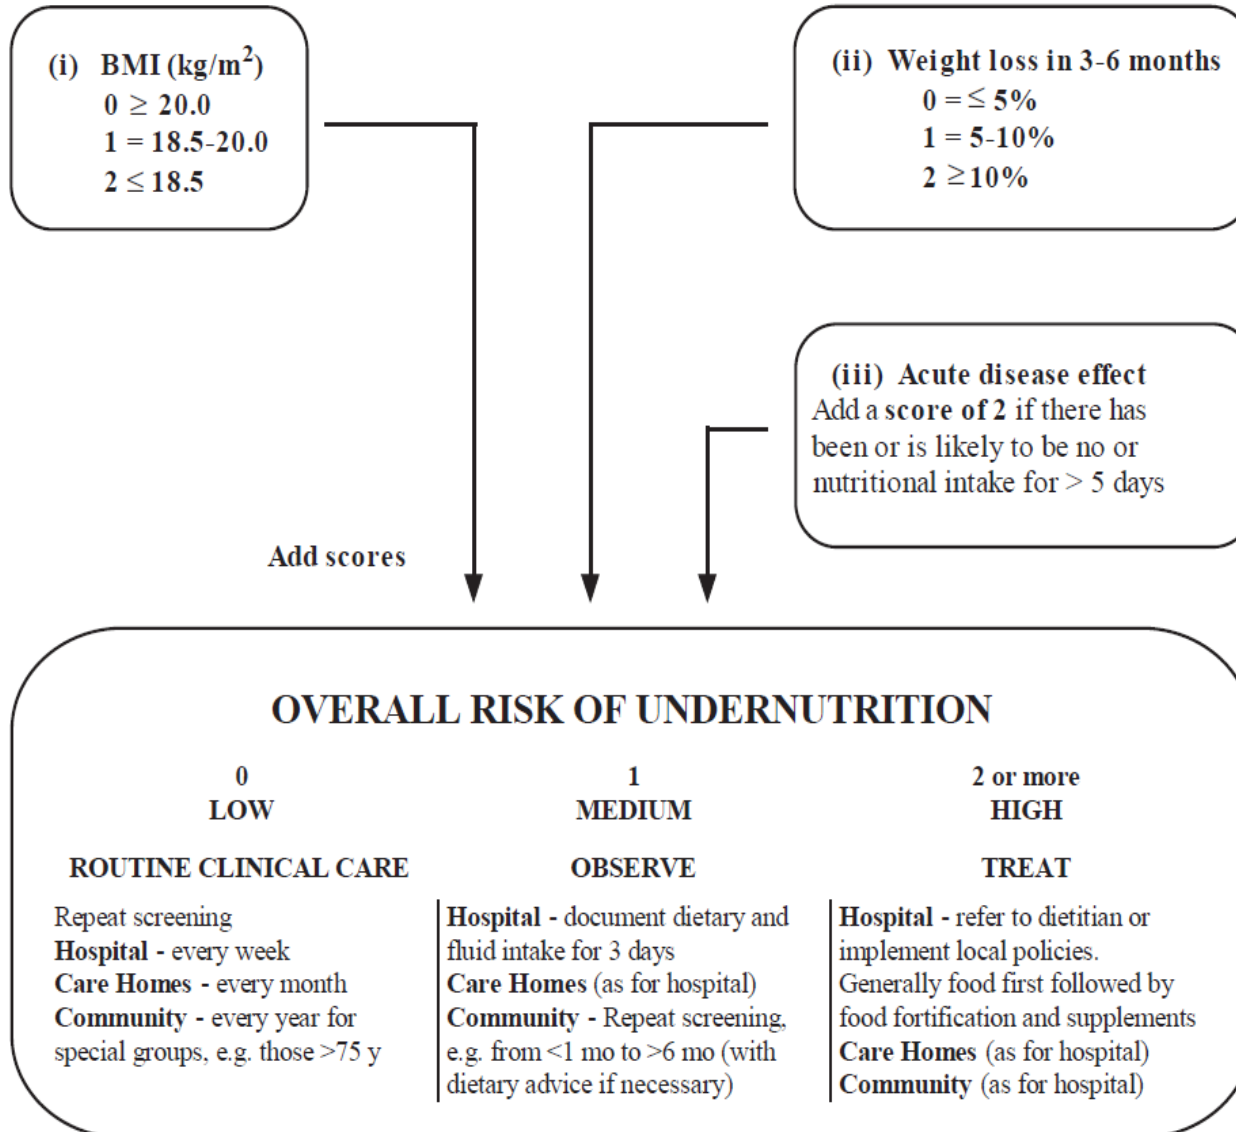 (i) BMI (kg/m²)
0 ≥ 20.0
1 = 18.5-20.0
2 ≤ 18.5
(ii) Weight loss in 3-6 months
0 = ≤ 5%
1 = 5-10%
2 ≥10%
(iii) Acute disease effect
Add a score of 2 if there has
been or is likely to be no or
nutritional intake for > 5 days
Add scores
OVERALL RISK OF UNDERNUTRITION
0
LOW
ROUTINE CLINICAL CARE
Repeat screening
Hospital - every week
Care Homes - every month
Community - every year for
special groups, e.g. those >75 y
1
MEDIUM
OBSERVE
Hospital - document dietary and
fluid intake for 3 days
Care Homes (as for hospital)
Community - Repeat screening,
e.g. from <1 mo to >6 mo (with
dietary advice if necessary)
2 or more
HIGH
TREAT
Hospital - refer to dietitian or
implement local policies.
Generally food first followed by
food fortification and supplements
Care Homes (as for hospital)
Community (as for hospital)